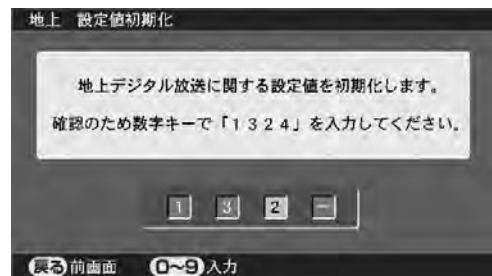 地上 設定値初期化
地上デジタル放送に関する設定値を初期化します。
確認のため数字キーで「1324」を入力してください。
1 3 2 −
戻る 前画面 0~9 入力